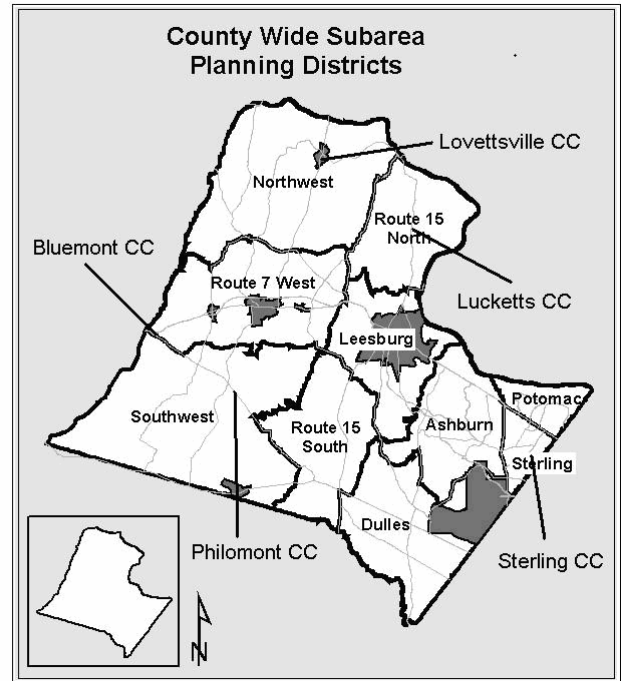 County Wide Subarea
Planning Districts
Lovettsville CC
Northwest
Route 15
North
Bluemont CC
Route 7 West
Lucketts CC
Leesburg
Potomac
Southwest
Route 15
South
Ashburn
Sterling
Dulles
Philomont CC
Sterling CC
N